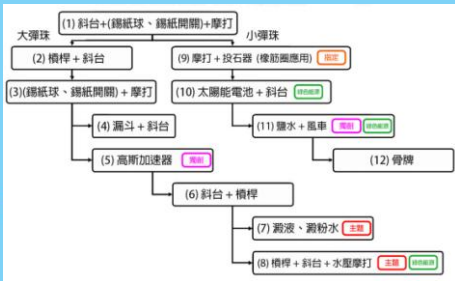 (1) 斜台+(錫紙球、錫紙開關)+摩打
大彈珠
小彈珠
(2) 槓桿 + 斜台
(9) 摩打 + 投石器 (橡筋圈應用) 指定
(3)(錫紙球、錫紙開關) + 摩打
(10) 太陽能電池 + 斜台 綠色能源
(4) 漏斗 + 斜台
(11) 鹽水 + 風車 獨創 綠色能源
(5) 高斯加速器 獨創
(12) 骨牌
(6) 斜台 + 槓桿
(7) 澱液、澱粉水 主題
(8) 槓桿 + 斜台 + 水壓摩打 主題 綠色能源